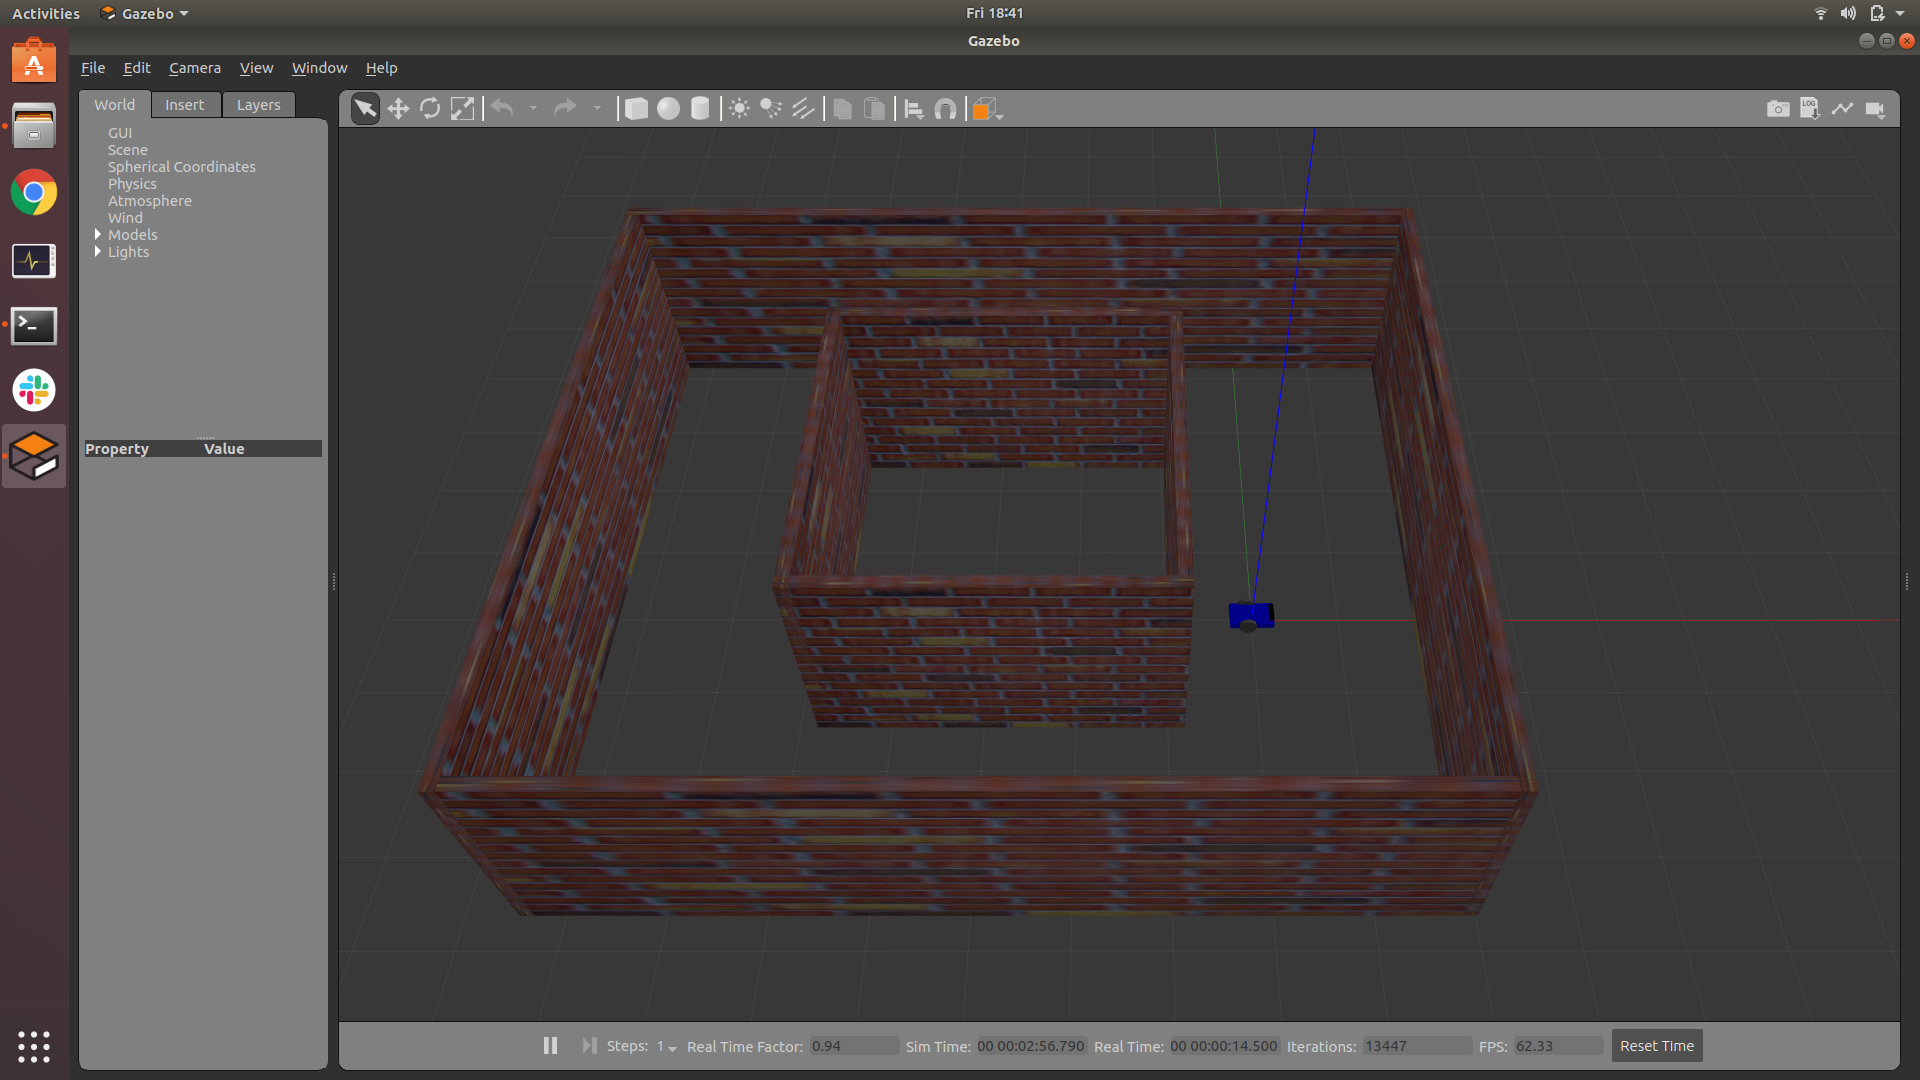 Activities Gazebo Fri 18:41
Gazebo
File Edit Camera View Window Help
World Insert Layers
LOG
GUI
Scene
Spherical Coordinates
Physics
Atmosphere
Wind
Models
Lights
Property Value
Steps: 1 Real Time Factor: 0.94 Sim Time: 00 00:02:56.790 Real Time: 00 00:00:14.500 Iterations: 13447 FPS: 62.33 Reset Time